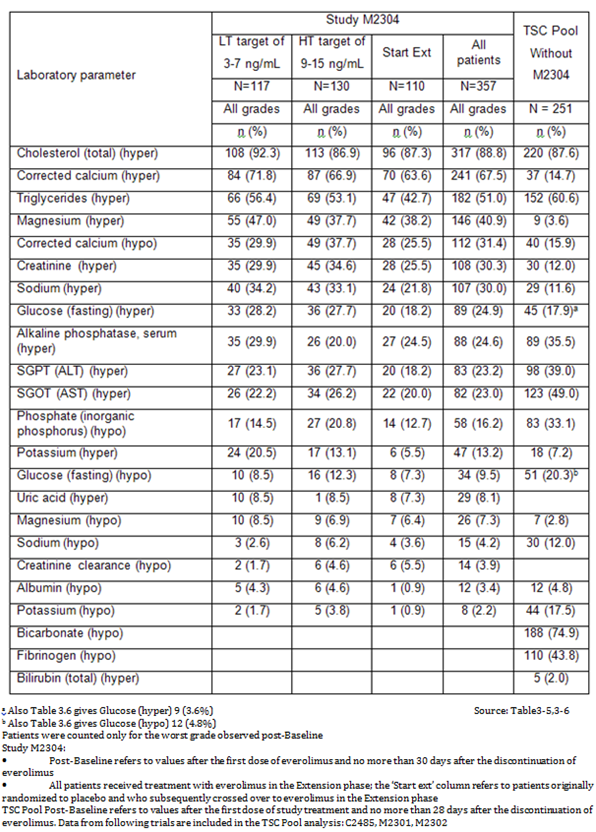 Laboratory parameter
Study M2304
TSC Pool
Without
M2304
LT target of
3-7 ng/mL
HT target of
9-15 ng/mL
Start Ext
All
patients
N=117
N=130
N=110
N=357
N = 251
All grades
All grades
All grades
All grades
All grades
n (%)
n (%)
n (%)
n (%)
n (%)
Cholesterol (total) (hyper) 108 (92.3) 113 (86.9) 96 (87.3) 317 (88.8) 220 (87.6)
Corrected calcium (hyper) 84 (71.8) 87 (66.9) 70 (63.6) 241 (67.5) 37 (14.7)
Triglycerides (hyper) 66 (56.4) 69 (53.1) 47 (42.7) 182 (51.0) 152 (60.6)
Magnesium (hyper) 55 (47.0) 49 (37.7) 42 (38.2) 146 (40.9) 9 (3.6)
Corrected calcium (hypo) 35 (29.9) 49 (37.7) 28 (25.5) 112 (31.4) 40 (15.9)
Creatinine (hyper) 35 (29.9) 45 (34.6) 28 (25.5) 108 (30.3) 30 (12.0)
Sodium (hyper) 40 (34.2) 43 (33.1) 24 (21.8) 107 (30.0) 29 (11.6)
Glucose (fasting) (hyper) 33 (28.2) 36 (27.7) 20 (18.2) 89 (24.9) 45 (17.9)ᵃ
Alkaline phosphatase, serum
(hyper) 35 (29.9) 26 (20.0) 27 (24.5) 88 (24.6) 89 (35.5)
SGPT (ALT) (hyper) 27 (23.1) 36 (27.7) 20 (18.2) 83 (23.2) 98 (39.0)
SGOT (AST) (hyper) 26 (22.2) 34 (26.2) 22 (20.0) 82 (23.0) 123 (49.0)
Phosphate (inorganic
phosphorus) (hypo) 17 (14.5) 27 (20.8) 14 (12.7) 58 (16.2) 83 (33.1)
Potassium (hyper) 24 (20.5) 17 (13.1) 6 (5.5) 47 (13.2) 18 (7.2)
Glucose (fasting) (hypo) 10 (8.5) 16 (12.3) 8 (7.3) 34 (9.5) 51 (20.3)ᵇ
Uric acid (hyper) 10 (8.5) 1 (8.5) 8 (7.3) 29 (8.1)
Magnesium (hypo) 10 (8.5) 9 (6.9) 7 (6.4) 26 (7.3) 7 (2.8)
Sodium (hypo) 3 (2.6) 8 (6.2) 4 (3.6) 15 (4.2) 30 (12.0)
Creatinine clearance (hypo) 2 (1.7) 6 (4.6) 6 (5.5) 14 (3.9)
Albumin (hypo) 5 (4.3) 6 (4.6) 1 (0.9) 12 (3.4) 12 (4.8)
Potassium (hypo) 2 (1.7) 5 (3.8) 1 (0.9) 8 (2.2) 44 (17.5)
Bicarbonate (hypo) 188 (74.9)
Fibrinogen (hypo) 110 (43.8)
Bilirubin (total) (hyper) 5 (2.0)
ᵃ Also Table 3.6 gives Glucose (hyper) 9 (3.6%) Source: Table3-5,3-6
ᵇ Also Table 3.6 gives Glucose (hypo) 12 (4.8%)
Patients were counted only for the worst grade observed post-Baseline
Study M2304:
• Post-Baseline refers to values after the first dose of everolimus and no more than 30 days after the discontinuation of
everolimus
• All patients received treatment with everolimus in the Extension phase; the ‘Start ext’ column refers to patients originally
randomized to placebo and who subsequently crossed over to everolimus in the Extension phase
TSC Pool Post-Baseline refers to values after the first dose of study treatment and no more than 28 days after the discontinuation of
everolimus. Data from following trials are included in the TSC Pool analysis: C2485, M2301, M2302